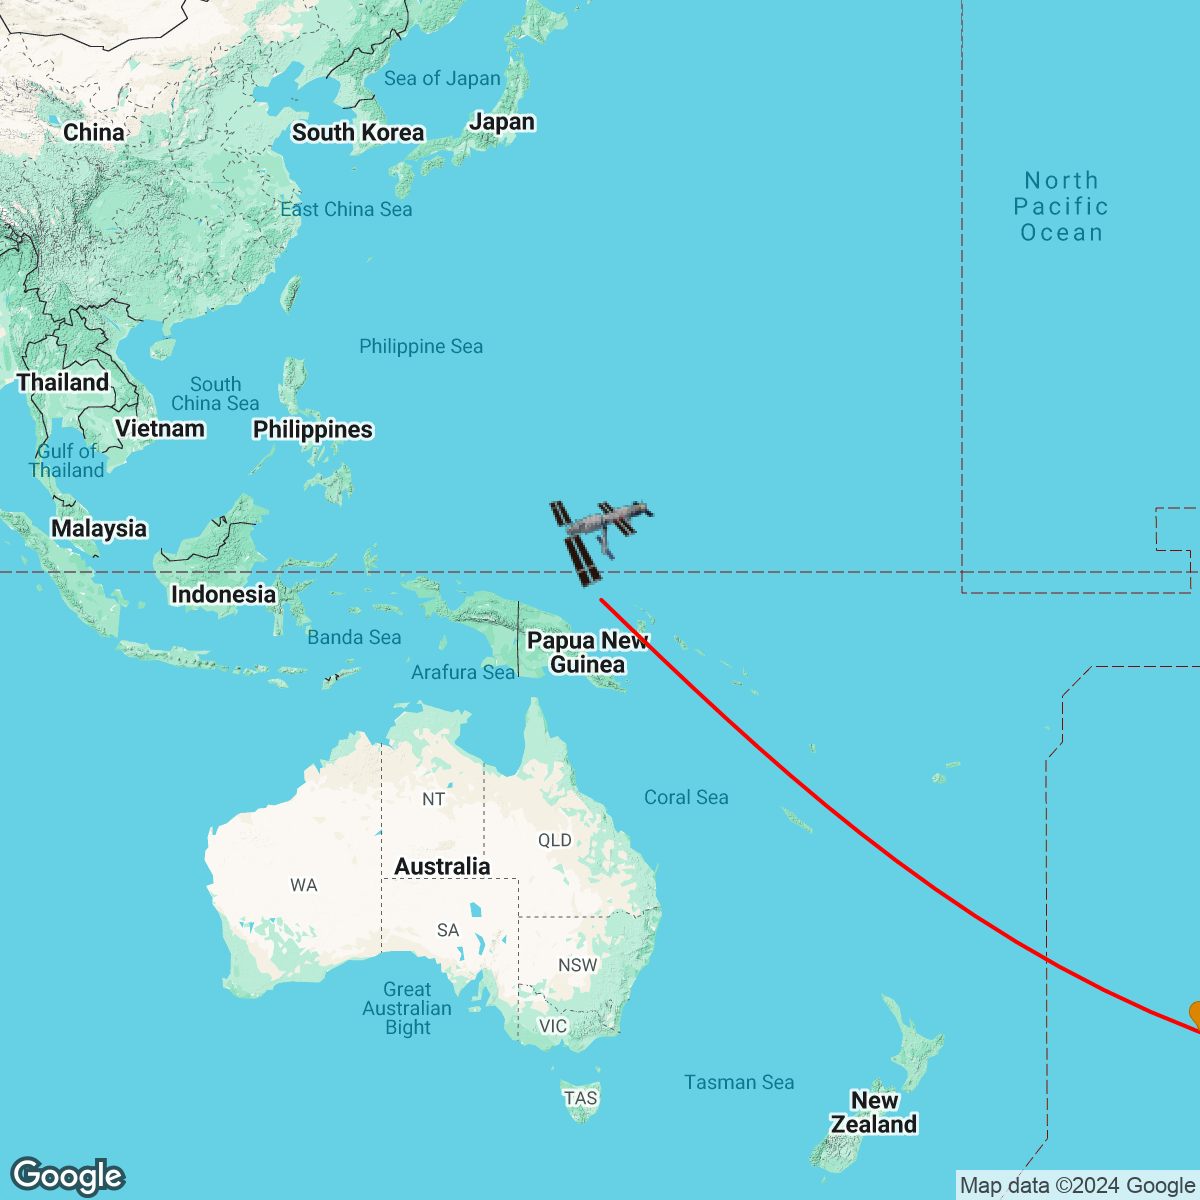 Sea of Japan
China
South Korea
Japan
North
Pacific
Ocean
East China Sea
Philippine Sea
Thailand
South
China Sea
Vietnam
Philippines
Gulf of
Thailand
Malaysia
Indonesia
Banda Sea
Papua New
Guinea
Arafura Sea
NT
Coral Sea
QLD
Australia
WA
SA
NSW
Great
Australian
Bight
VIC
Tasman Sea
TAS
New
Zealand
Google
Map data ©2024 Google